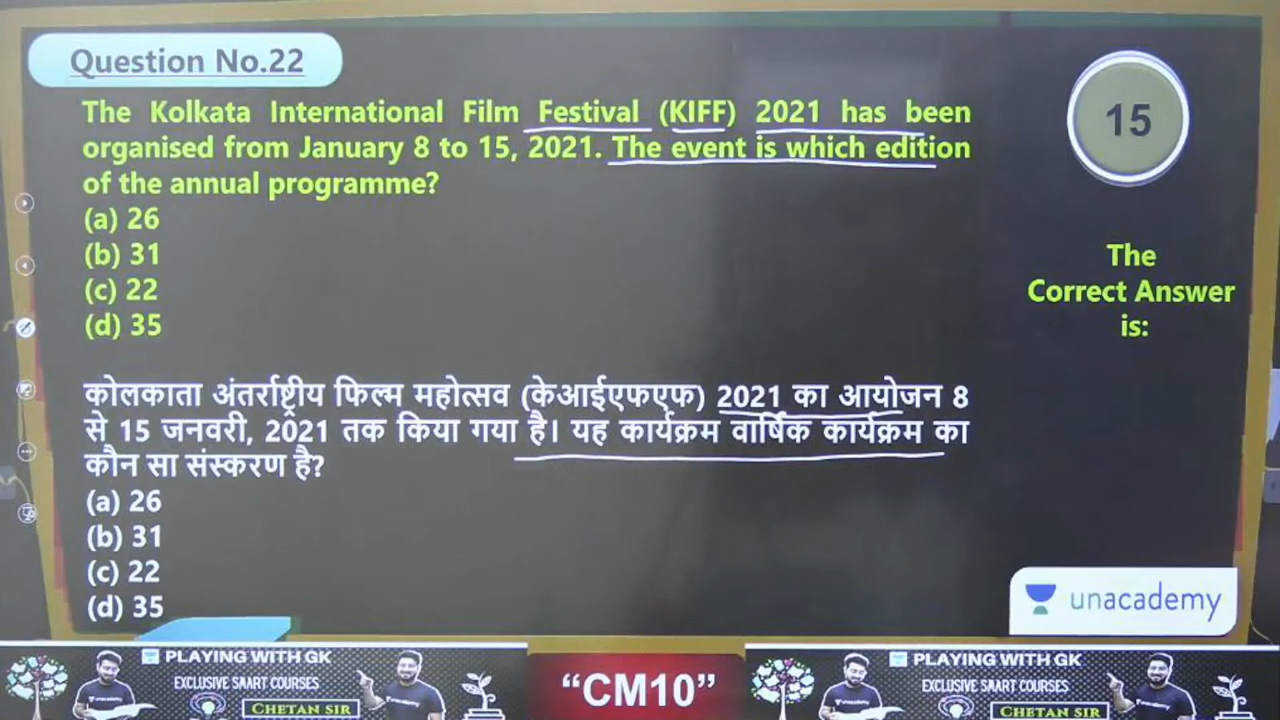 Question No.22
The Kolkata International Film Festival (KIFF) 2021 has been
organised from January 8 to 15, 2021. The event is which edition
of the annual programme?
(a) 26
(b) 31
(c) 22
(d) 35
कोलकाता अंतर्राष्ट्रीय फिल्म महोत्सव (केआईएफएफ) 2021 का आयोजन 8
से 15 जनवरी, 2021 तक किया गया है। यह कार्यक्रम वार्षिक कार्यक्रम का
कौन सा संस्करण है?
(a) 26
(b) 31
(c) 22
(d) 35
15
The
Correct Answer
is:
unacademy
PLAYING WITH GK
EXCLUSIVE SMART COURSES
CHETAN SIR
unacademy
"CM10"
PLAYING WITH GK
EXCLUSIVE SMART COURSES
CHETAN SIR
unacademy